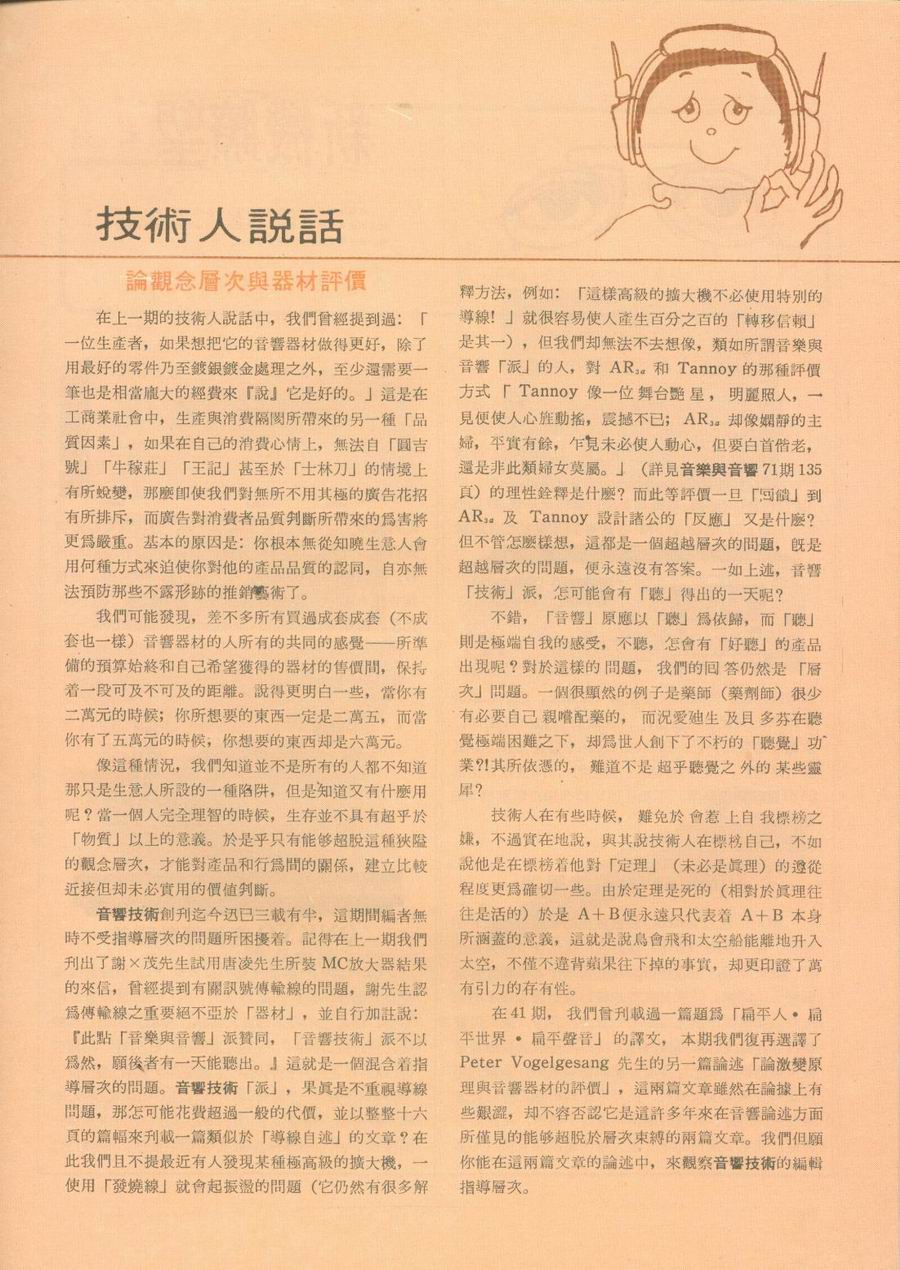 技術人説話
論觀念層次與器材評價
在上一期的技術人説話中，我們曾經提到過：「
一位生產者，如果想把它的音響器材做得更好，除了
用最好的零件乃至鍍銀鍍金處理之外，至少還需要一
筆也是相當龐大的經費來『說』它是好的。」這是在
工商業社會中，生產與消費隔閡所帶來的另一種「品
質因素」，如果在自己的消費心情上，無法自「圓吉
號」「牛稼莊」「王記」甚至於「士林刀」的情境上
有所蛻變，那麼卽使我們對無所不用其極的廣告花招
有所排斥，而廣告對消費者品質判斷所帶來的爲害將
更爲嚴重。基本的原因是：你根本無從知曉生意人會
用何種方式來迫使你對他的產品品質的認同，自亦無
法預防那些不露形跡的推銷藝術了。
我們可能發現，差不多所有買過成套成套（不成
套也一樣）音響器材的人所有的共同的感覺——所準
備的預算始終和自己希望獲得的器材的售價間，保持
着一段可及不可及的距離。說得更明白一些，當你有
二萬元的時候；你所想要的東西一定是二萬五，而當
你有了五萬元的時候，你想要的東西却是六萬元。
像這種情況，我們知道並不是所有的人都不知道
那只是生意人所設的一種陷阱，但是知道又有什麼用
呢？當一個人完全理智的時候，生存並不具有超乎於
「物質」以上的意義。於是乎只有能够超脫這種狹隘
的觀念層次，才能對產品和行爲間的關係，建立比較
近接但却未必實用的價値判斷。
音響技術創刋迄今迅已三載有半，這期間編者無
時不受指導層次的問題所困擾着。記得在上一期我們
刋出了謝×茂先生試用唐凌先生所裝 MC放大器結果
的來信，曾經提到有關訊號傳輸線的問題，謝先生認
爲傳輸線之重要絕不亞於「器材」，並自行加註說：
『此點「音樂與音響」派贊同，「音響技術」派不以
爲然，願後者有一天能聽出。』這就是一個混含着指
導層次的問題。音響技術「派」，果眞是不重視導線
問題，那怎可能花費超過一般的代價，並以整整十六
頁的篇幅來刋載一篇類似於「導線自述」的文章？在
此我們且不提最近有人發現某種極高級的擴大機，一
使用「發燒線」就會起振盪的問題（它仍然有很多解
釋方法，例如：「這樣高級的擴大機不必使用特別的
導線！」就很容易使人產生百分之百的「轉移信賴」
是其一），但我們却無法不去想像，類如所謂音樂與
音響「派」的人，對 AR₃ₐ 和 Tannoy 的那種評價
方式「 Tannoy 像一位舞台艷星，明麗照人，一
見便使人心旌動搖，震撼不已；AR₃ₐ 却像嫻靜的主
婦，平實有餘，乍見未必使人動心，但要白首偕老，
還是非此類婦女莫屬。」（詳見音樂與音響71期 135
頁）的理性銓釋是什麼？而此等評價一旦「回饋」到
AR₃ₐ 及 Tannoy 設計諸公的「反應」又是什麼？
但不管怎麼樣想，這都是一個超越層次的問題，旣是
超越層次的問題，便永遠沒有答案。一如上述，音響
「技術」派，怎可能會有「聽」得出的一天呢？
不錯，「音響」原應以「聽」爲依歸，而「聽」
則是極端自我的感受，不聽，怎會有「好聽」的產品
出現呢？對於這樣的問題，我們的回答仍然是「層
次」問題。一個很顯然的例子是藥師（藥劑師）很少
有必要自己親嚐配藥的，而況愛廸生及貝多芬在聽
覺極端困難之下，却爲世人創下了不朽的「聽覺」功
業?!其所依憑的，難道不是超乎聽覺之外的某些靈
犀？
技術人在有些時候，難免於會惹上自我標榜之
嫌，不過實在地說，與其說技術人在標榜自己，不如
說他是在標榜着他對「定理」（未必是眞理）的遵從
程度更爲確切一些。由於定理是死的（相對於眞理往
往是活的）於是 A＋B便永遠只代表着 A＋B 本身
所涵蓋的意義，這就是說鳥會飛和太空船能離地升入
太空，不僅不違背蘋果往下掉的事實，却更印證了萬
有引力的存有性。
在41 期，我們曾刋載過一篇題爲「扁平人・扁
平世界・扁平聲音」的譯文，本期我們復再選擇了
Peter Vogelgesang 先生的另一篇論述「論激變原
理與音響器材的評價」，這兩篇文章雖然在論據上有
些艱澀，却不容否認它是這許多年來在音響論述方面
所僅見的能够超脫於層次束縛的兩篇文章。我們但願
你能在這兩篇文章的論述中，來觀察音響技術的編輯
指導層次。